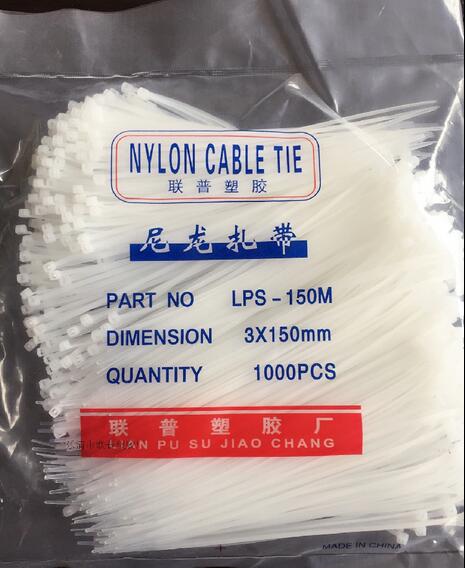 NYLON CABLE TIE
联普塑胶
尼龙扎带
PART NO LPS-150M
DIMENSION 3X150mm
QUANTITY 1000PCS
联普塑胶厂
LIAN PU SU JIAO CHANG
MADE IN CHINA